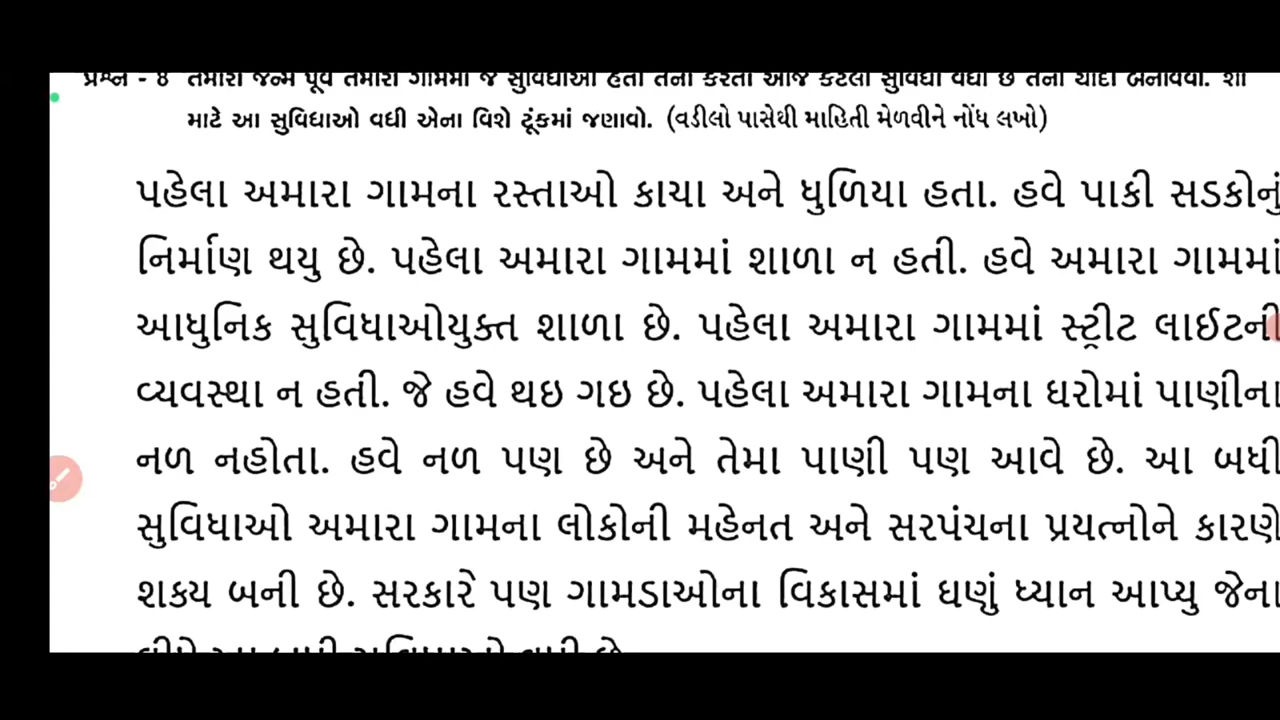 પ્રશ્ન - 8 તમારા જન્મ પૂર્વે તમારા ગામમાં જે સુવિધાઓ હતી તેના કરતાં આજે કેટલી સુવિધા વધી છે તેની યાદી બનાવવી. શા
માટે આ સુવિધાઓ વધી એના વિશે ટૂંકમાં જણાવો. (વડીલો પાસેથી માહિતી મેળવીને નોંધ લખો)
પહેલા અમારા ગામના રસ્તાઓ કાચા અને ધુળિયા હતા. હવે પાકી સડકોનું
નિર્માણ થયુ છે. પહેલા અમારા ગામમાં શાળા ન હતી. હવે અમારા ગામમાં
આધુનિક સુવિધાઓયુક્ત શાળા છે. પહેલા અમારા ગામમાં સ્ટ્રીટ લાઈટની
વ્યવસ્થા ન હતી. જે હવે થઇ ગઇ છે. પહેલા અમારા ગામના ઘરોમાં પાણીના
નળ નહોતા. હવે નળ પણ છે અને તેમા પાણી પણ આવે છે. આ બધી
સુવિધાઓ અમારા ગામના લોકોની મહેનત અને સરપંચના પ્રયત્નોને કારણે
શકય બની છે. સરકારે પણ ગામડાઓના વિકાસમાં ઘણું ધ્યાન આપ્યુ જેના